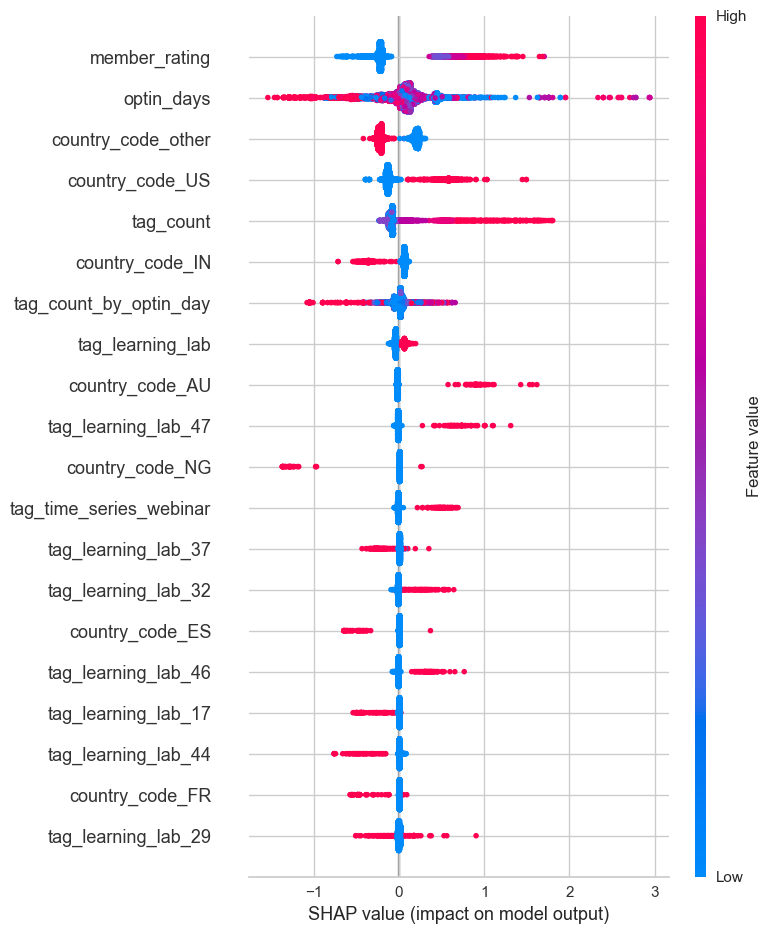 High
member_rating
optin_days
country_code_other
country_code_US
tag_count
country_code_IN
tag_count_by_optin_day
tag_learning_lab
country_code_AU
tag_learning_lab_47
country_code_NG
tag_time_series_webinar
tag_learning_lab_37
tag_learning_lab_32
country_code_ES
tag_learning_lab_46
tag_learning_lab_17
tag_learning_lab_44
country_code_FR
tag_learning_lab_29
Feature value
Low
−1 0 1 2 3
SHAP value (impact on model output)